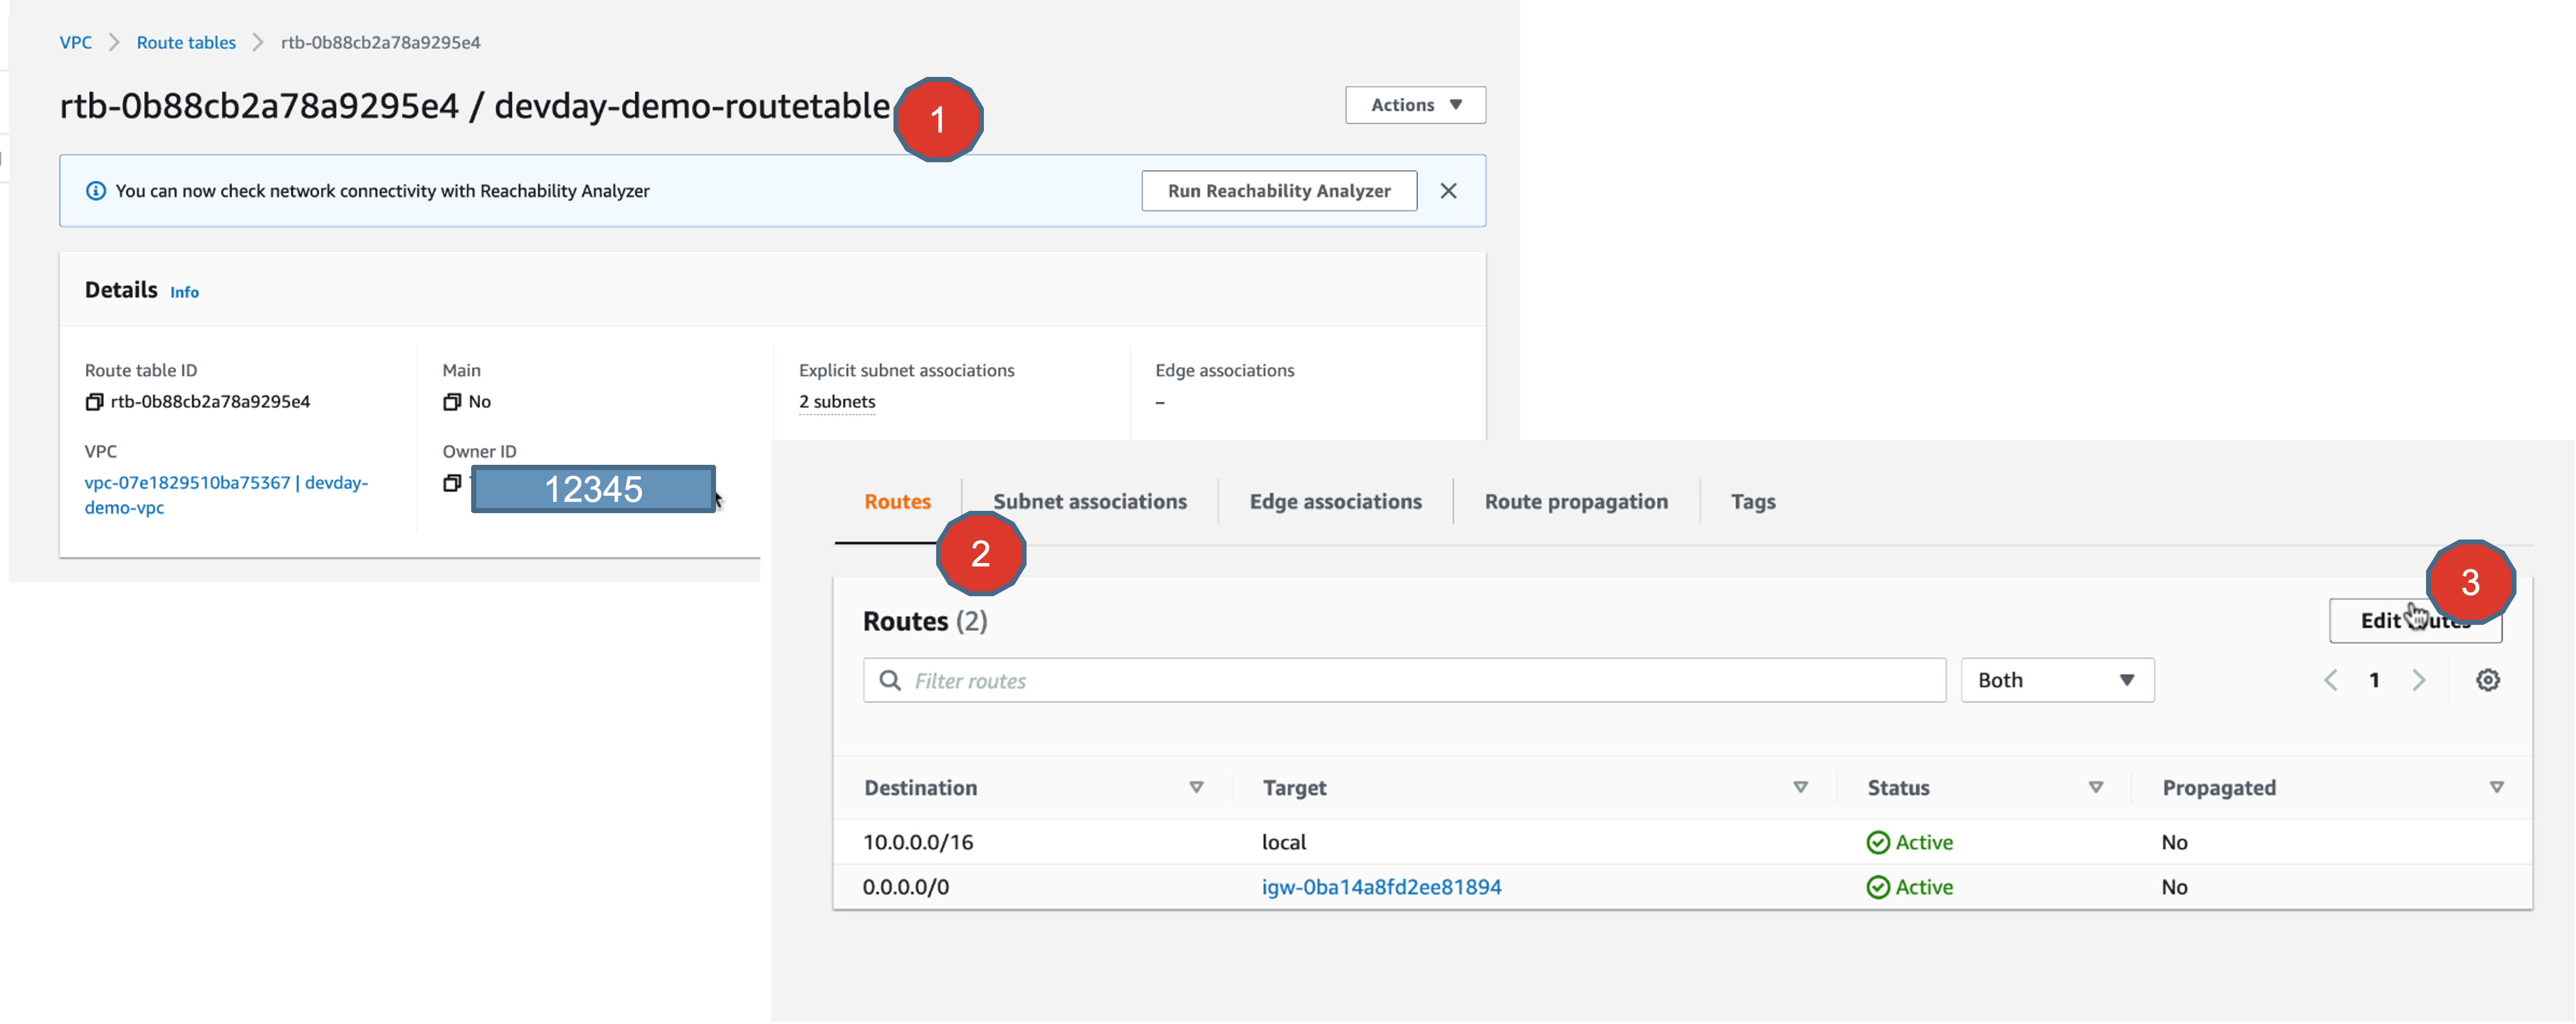 VPC > Route tables > rtb-0b88cb2a78a9295e4
rtb-0b88cb2a78a9295e4 / devday-demo-routetable
1
Actions
You can now check network connectivity with Reachability Analyzer
Run Reachability Analyzer
Details Info
Route table ID
rtb-0b88cb2a78a9295e4
Main
No
Explicit subnet associations
2 subnets
Edge associations
–
VPC
vpc-07e1829510ba75367 | devday-
demo-vpc
Owner ID
12345
Routes
Subnet associations
Edge associations
Route propagation
Tags
2
3
Routes (2)
Edit
Filter routes
Both
1
Destination Target Status Propagated
10.0.0.0/16 local Active No
0.0.0.0/0 igw-0ba14a8fd2ee81894 Active No